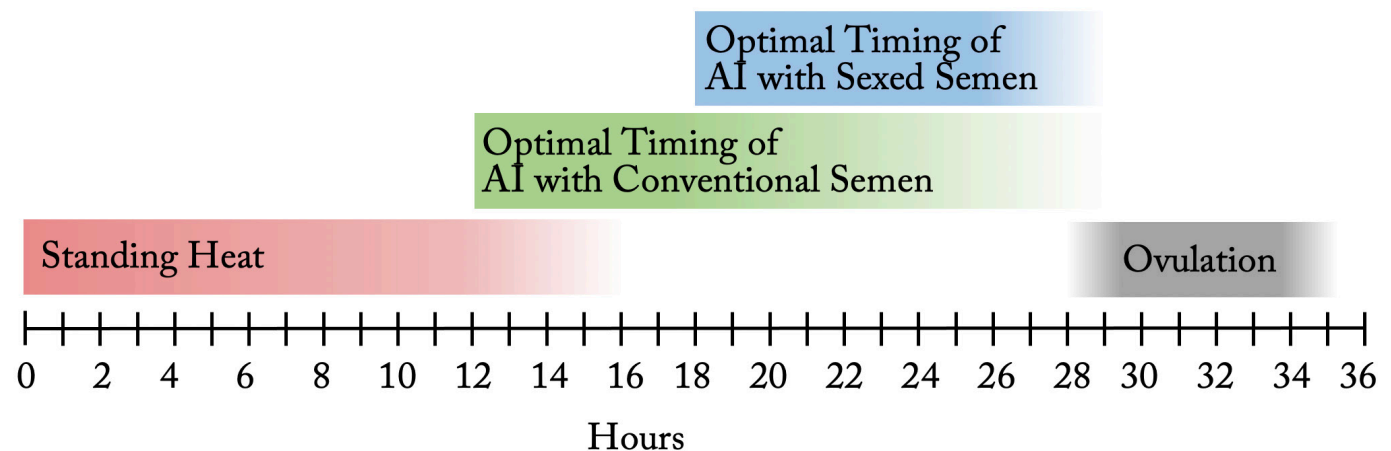 Optimal Timing of
AI with Sexed Semen
Optimal Timing of
AI with Conventional Semen
Standing Heat
Ovulation
0 2 4 6 8 10 12 14 16 18 20 22 24 26 28 30 32 34 36
Hours